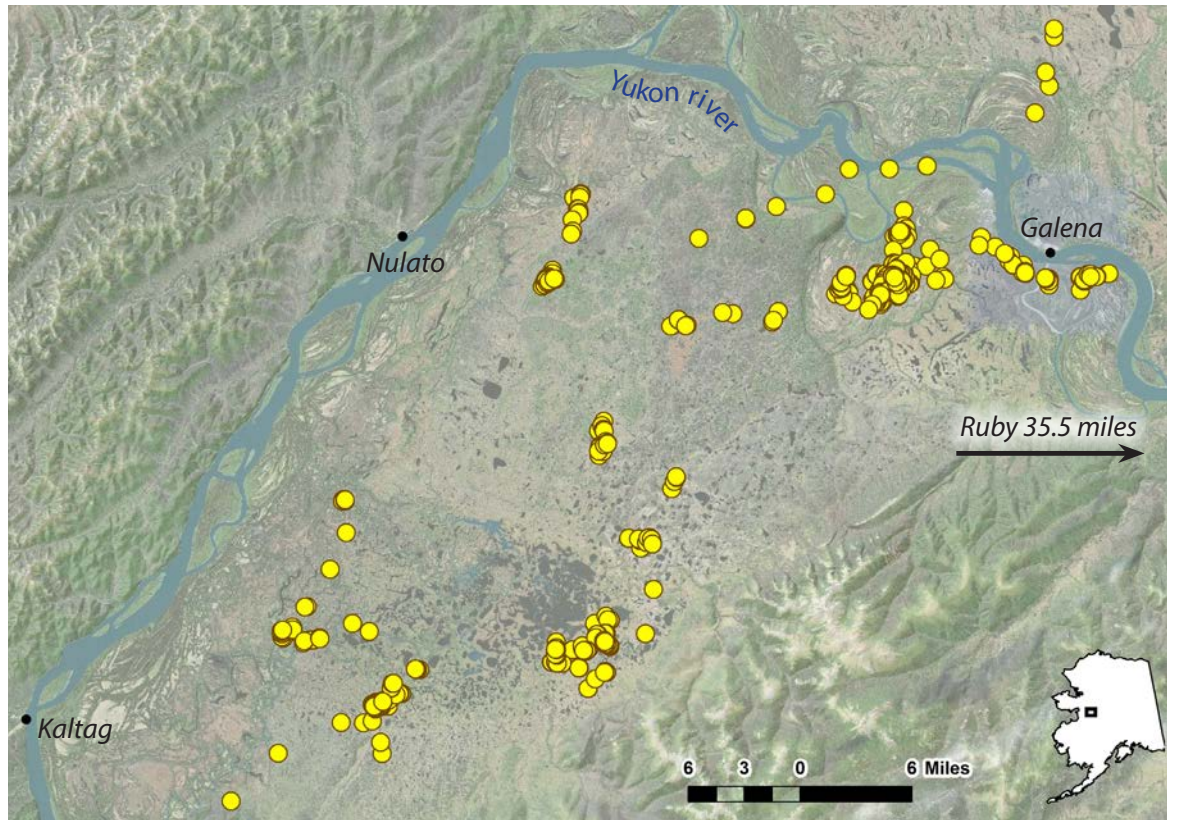 Yukon river
Galena
Nulato
Ruby 35.5 miles
Kaltag
6 3 0 6 Miles